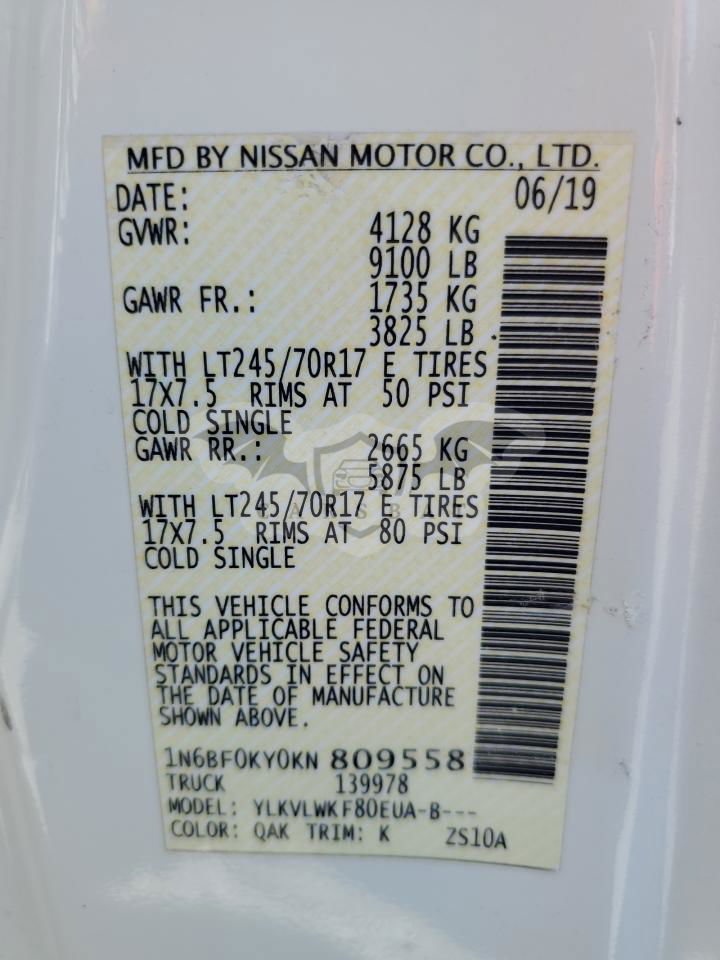 MFD BY NISSAN MOTOR CO., LTD.
DATE: 06/19
GVWR: 4128 KG
9100 LB
GAWR FR.: 1735 KG
3825 LB
WITH LT245/70R17 E TIRES
17X7.5 RIMS AT 50 PSI
COLD SINGLE
GAWR RR.: 2665 KG
5875 LB
WITH LT245/70R17 E TIRES
17X7.5 RIMS AT 80 PSI
COLD SINGLE
THIS VEHICLE CONFORMS TO
ALL APPLICABLE FEDERAL
MOTOR VEHICLE SAFETY
STANDARDS IN EFFECT ON
THE DATE OF MANUFACTURE
SHOWN ABOVE.
1N6BF0KY0KN 809558
TRUCK 139978
MODEL: YLKVLWKF80EUA-B---
COLOR: QAK TRIM: K ZS10A